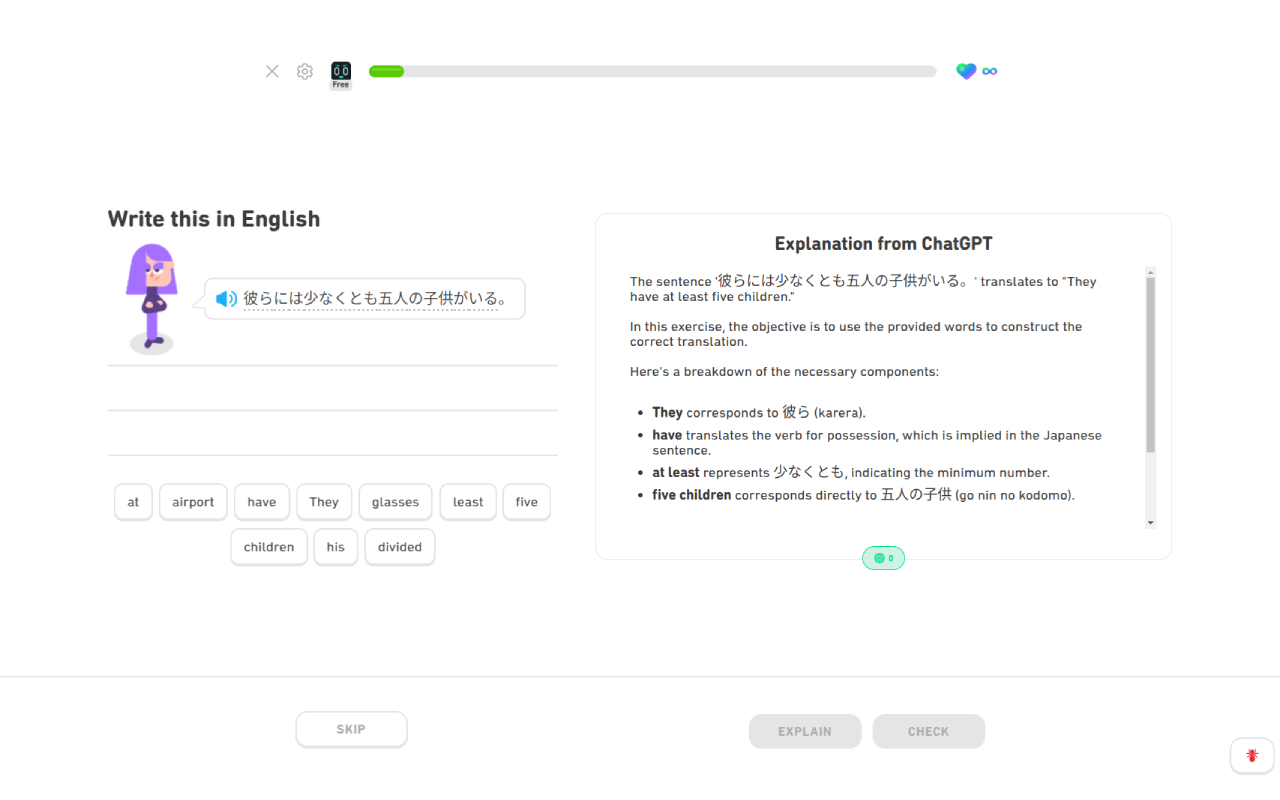 Free
Write this in English
彼らには少なくとも五人の子供がいる。
at airport have They glasses least five
children his divided
Explanation from ChatGPT
The sentence '彼らには少なくとも五人の子供がいる。' translates to "They
have at least five children."
In this exercise, the objective is to use the provided words to construct the
correct translation.
Here's a breakdown of the necessary components:
They corresponds to 彼ら (karera).
have translates the verb for possession, which is implied in the Japanese
sentence.
at least represents 少なくとも, indicating the minimum number.
five children corresponds directly to 五人の子供 (go nin no kodomo).
0
SKIP
EXPLAIN
CHECK